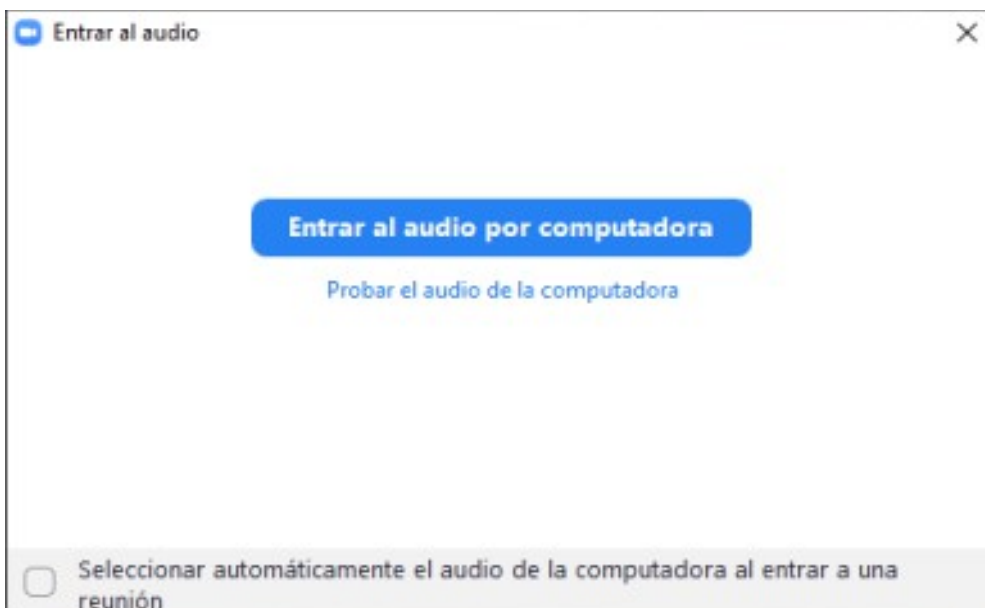 Entrar al audio
Entrar al audio por computadora
Probar el audio de la computadora
Seleccionar automáticamente el audio de la computadora al entrar a una
reunión